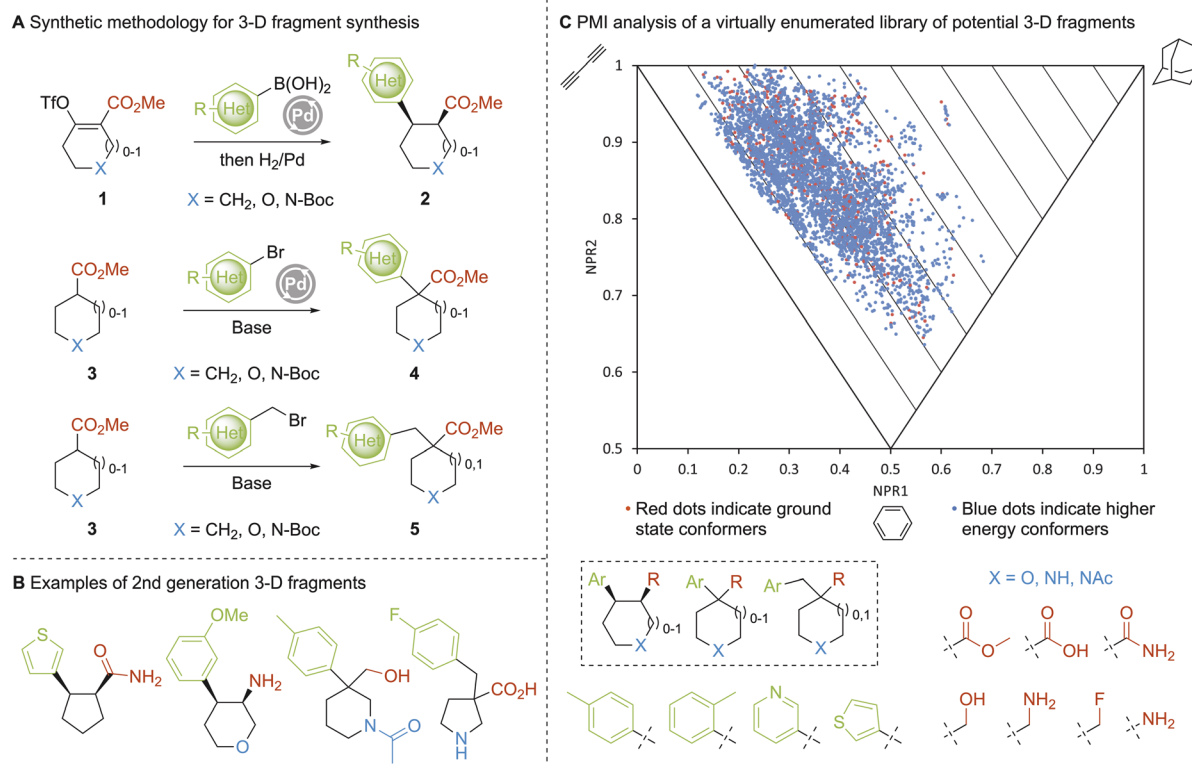 A Synthetic methodology for 3-D fragment synthesis
TfO
CO₂Me
0-1
X
1
R
Het
B(OH)₂
Pd
then H₂/Pd
X = CH₂, O, N-Boc
R
Het
CO₂Me
0-1
X
2
CO₂Me
0-1
X
3
R
Het
Br
Pd
Base
X = CH₂, O, N-Boc
R
Het
CO₂Me
0-1
X
4
CO₂Me
0-1
X
3
R
Het
Br
Base
X = CH₂, O, N-Boc
R
Het
CO₂Me
0,1
X
5
B Examples of 2nd generation 3-D fragments
S
O
NH₂
OMe
NH₂
O
OH
N
O
F
CO₂H
N
H
C PMI analysis of a virtually enumerated library of potential 3-D fragments
NPR2
1
0.9
0.8
0.7
0.6
0.5
0
0.1
0.2
0.3
0.4
0.5
0.6
0.7
0.8
0.9
1
NPR1
• Red dots indicate ground
state conformers
• Blue dots indicate higher
energy conformers
Ar
R
0-1
X
Ar
R
0-1
X
Ar
R
0,1
X
X = O, NH, NAc
O
O
O
OH
O
NH₂
N
S
OH
NH₂
F
NH₂